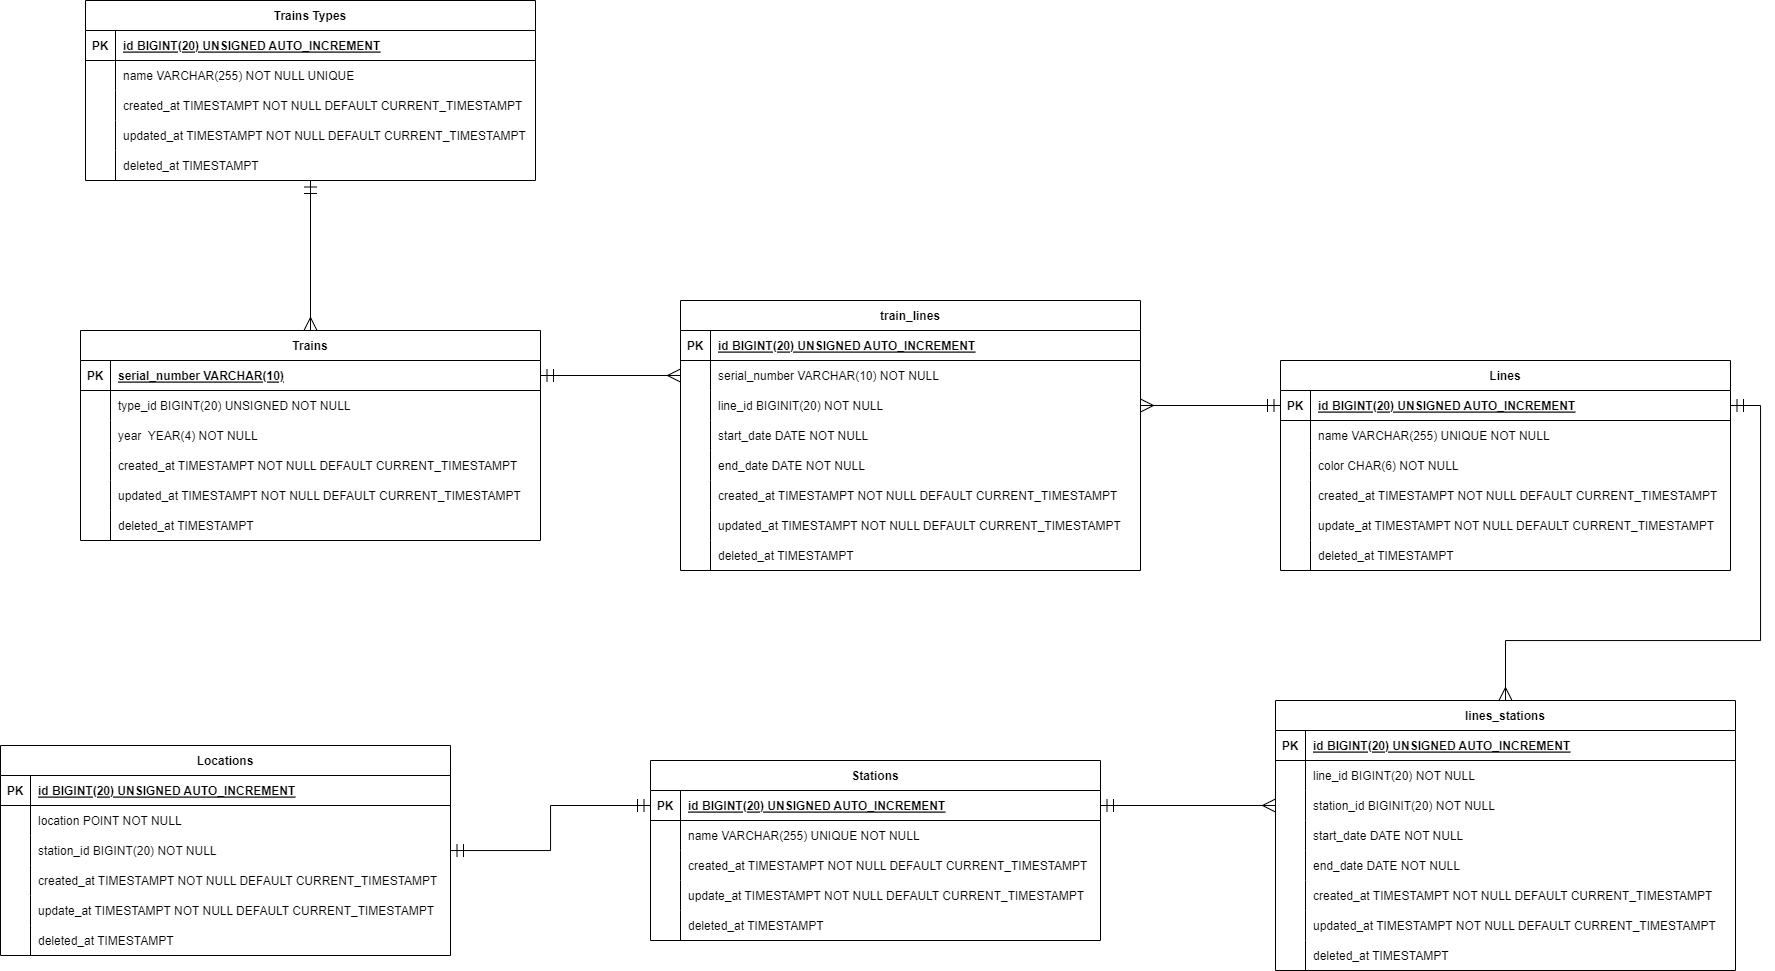 Trains Types
PK id BIGINT(20) UNSIGNED AUTO_INCREMENT
name VARCHAR(255) NOT NULL UNIQUE
created_at TIMESTAMPT NOT NULL DEFAULT CURRENT_TIMESTAMPT
updated_at TIMESTAMPT NOT NULL DEFAULT CURRENT_TIMESTAMPT
deleted_at TIMESTAMPT
Trains
PK serial_number VARCHAR(10)
type_id BIGINT(20) UNSIGNED NOT NULL
year YEAR(4) NOT NULL
created_at TIMESTAMPT NOT NULL DEFAULT CURRENT_TIMESTAMPT
updated_at TIMESTAMPT NOT NULL DEFAULT CURRENT_TIMESTAMPT
deleted_at TIMESTAMPT
train_lines
PK id BIGINT(20) UNSIGNED AUTO_INCREMENT
serial_number VARCHAR(10) NOT NULL
line_id BIGINIT(20) NOT NULL
start_date DATE NOT NULL
end_date DATE NOT NULL
created_at TIMESTAMPT NOT NULL DEFAULT CURRENT_TIMESTAMPT
updated_at TIMESTAMPT NOT NULL DEFAULT CURRENT_TIMESTAMPT
deleted_at TIMESTAMPT
Lines
PK id BIGINT(20) UNSIGNED AUTO_INCREMENT
name VARCHAR(255) UNIQUE NOT NULL
color CHAR(6) NOT NULL
created_at TIMESTAMPT NOT NULL DEFAULT CURRENT_TIMESTAMPT
update_at TIMESTAMPT NOT NULL DEFAULT CURRENT_TIMESTAMPT
deleted_at TIMESTAMPT
Locations
PK id BIGINT(20) UNSIGNED AUTO_INCREMENT
location POINT NOT NULL
station_id BIGINT(20) NOT NULL
created_at TIMESTAMPT NOT NULL DEFAULT CURRENT_TIMESTAMPT
update_at TIMESTAMPT NOT NULL DEFAULT CURRENT_TIMESTAMPT
deleted_at TIMESTAMPT
Stations
PK id BIGINT(20) UNSIGNED AUTO_INCREMENT
name VARCHAR(255) UNIQUE NOT NULL
created_at TIMESTAMPT NOT NULL DEFAULT CURRENT_TIMESTAMPT
update_at TIMESTAMPT NOT NULL DEFAULT CURRENT_TIMESTAMPT
deleted_at TIMESTAMPT
lines_stations
PK id BIGINT(20) UNSIGNED AUTO_INCREMENT
line_id BIGINT(20) NOT NULL
station_id BIGINIT(20) NOT NULL
start_date DATE NOT NULL
end_date DATE NOT NULL
created_at TIMESTAMPT NOT NULL DEFAULT CURRENT_TIMESTAMPT
updated_at TIMESTAMPT NOT NULL DEFAULT CURRENT_TIMESTAMPT
deleted_at TIMESTAMPT